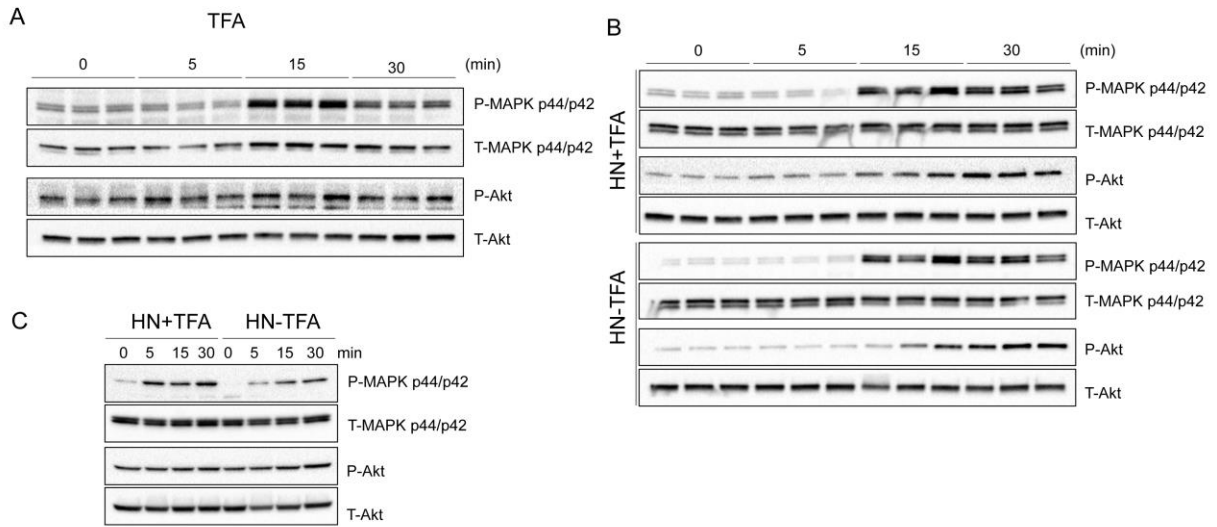 A
TFA
0 5 15 30 (min)
P-MAPK p44/p42
T-MAPK p44/p42
P-Akt
T-Akt
B
0 5 15 30 (min)
HN+TFA
P-MAPK p44/p42
T-MAPK p44/p42
P-Akt
T-Akt
HN-TFA
P-MAPK p44/p42
T-MAPK p44/p42
P-Akt
T-Akt
C
HN+TFA HN-TFA
0 5 15 30 0 5 15 30 min
P-MAPK p44/p42
T-MAPK p44/p42
P-Akt
T-Akt